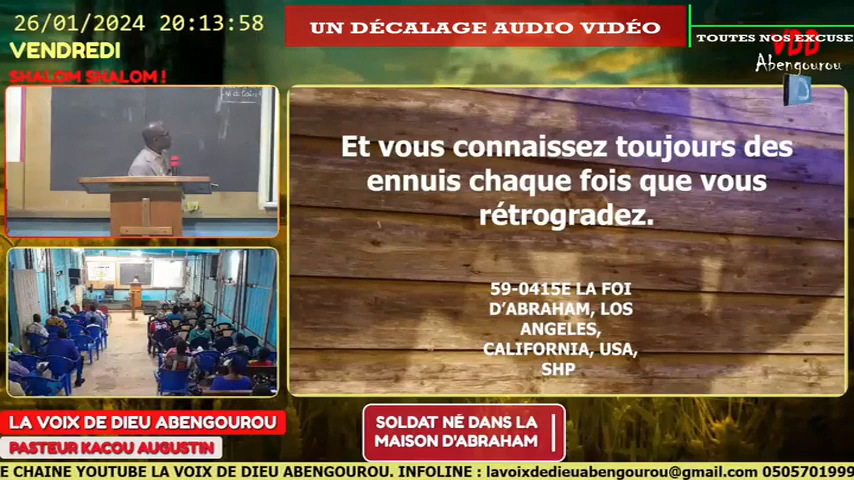 26/01/2024 20:13:58
VENDREDI
SHALOM SHALOM !
UN DÉCALAGE AUDIO VIDÉO
TOUTES NOS EXCUSE
VDD
Abengourou
Et vous connaissez toujours des
ennuis chaque fois que vous
rétrogradez.
59-0415E LA FOI
D'ABRAHAM, LOS
ANGELES,
CALIFORNIA, USA,
SHP
LA VOIX DE DIEU ABENGOUROU
PASTEUR KACOU AUGUSTIN
SOLDAT NÉ DANS LA
MAISON D'ABRAHAM
E CHAINE YOUTUBE LA VOIX DE DIEU ABENGOUROU. INFOLINE : lavoixdedieuabengourou@gmail.com 0505701999